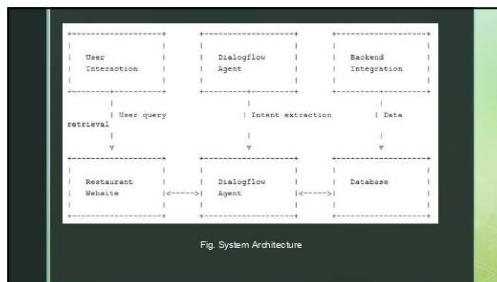 User Dialogflow Backend
Interaction Agent Integration
User query Intent extraction Data
retrieval
Restaurant Dialogflow Database
Website Agent
Fig. System Architecture